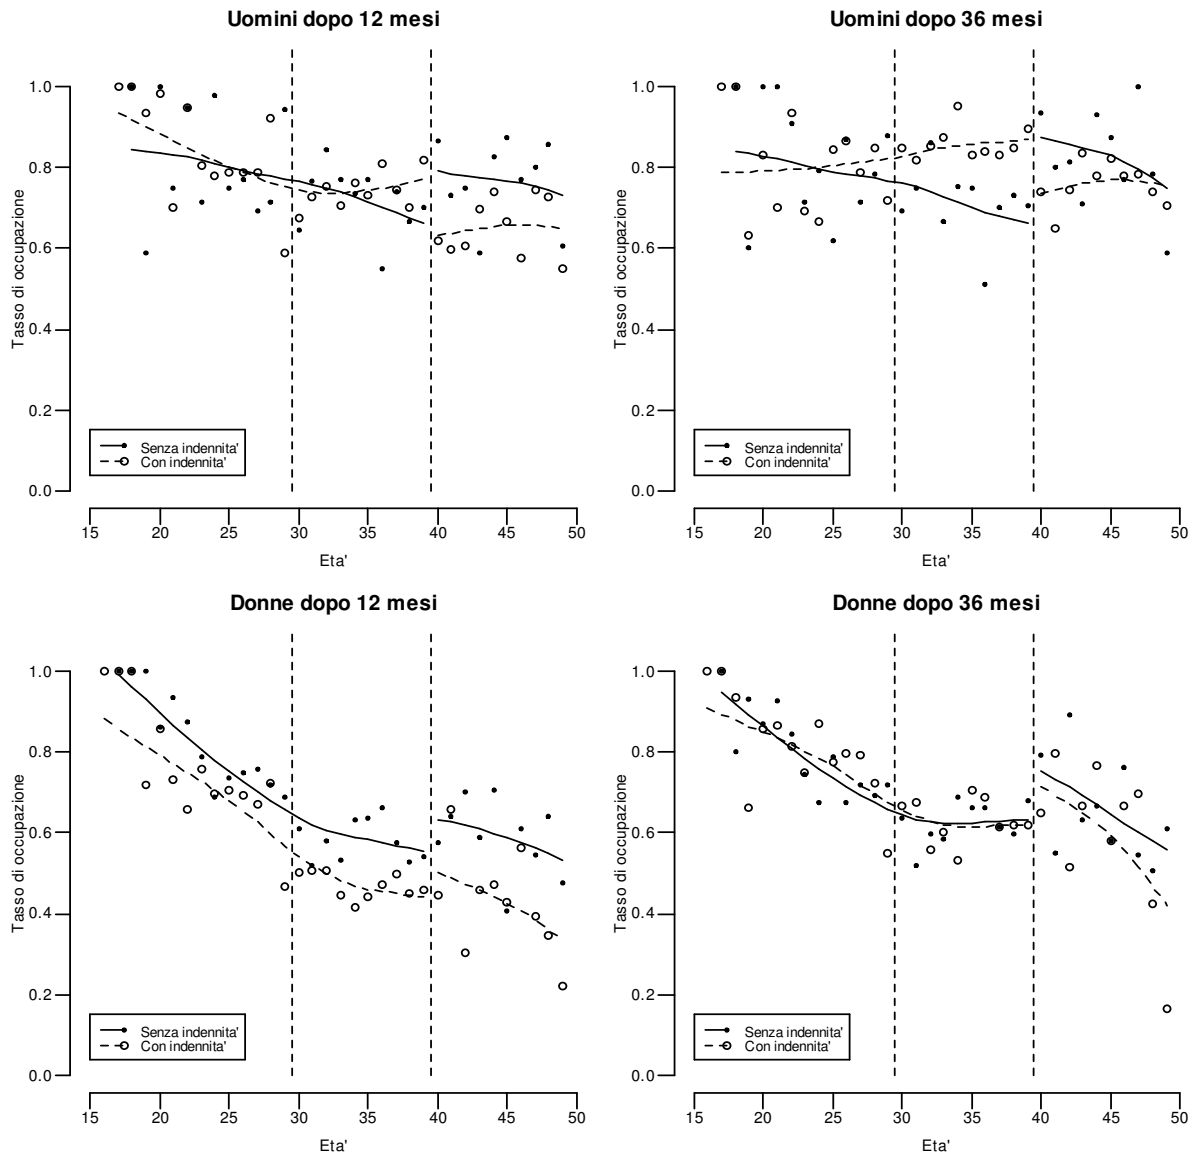 Uomini dopo 12 mesi
Tasso di occupazione
1.0
0.8
0.6
0.4
0.2
0.0
Senza indennita'
Con indennita'
15 20 25 30 35 40 45 50
Eta'
Uomini dopo 36 mesi
Tasso di occupazione
1.0
0.8
0.6
0.4
0.2
0.0
Senza indennita'
Con indennita'
15 20 25 30 35 40 45 50
Eta'
Donne dopo 12 mesi
Tasso di occupazione
1.0
0.8
0.6
0.4
0.2
0.0
Senza indennita'
Con indennita'
15 20 25 30 35 40 45 50
Eta'
Donne dopo 36 mesi
Tasso di occupazione
1.0
0.8
0.6
0.4
0.2
0.0
Senza indennita'
Con indennita'
15 20 25 30 35 40 45 50
Eta'